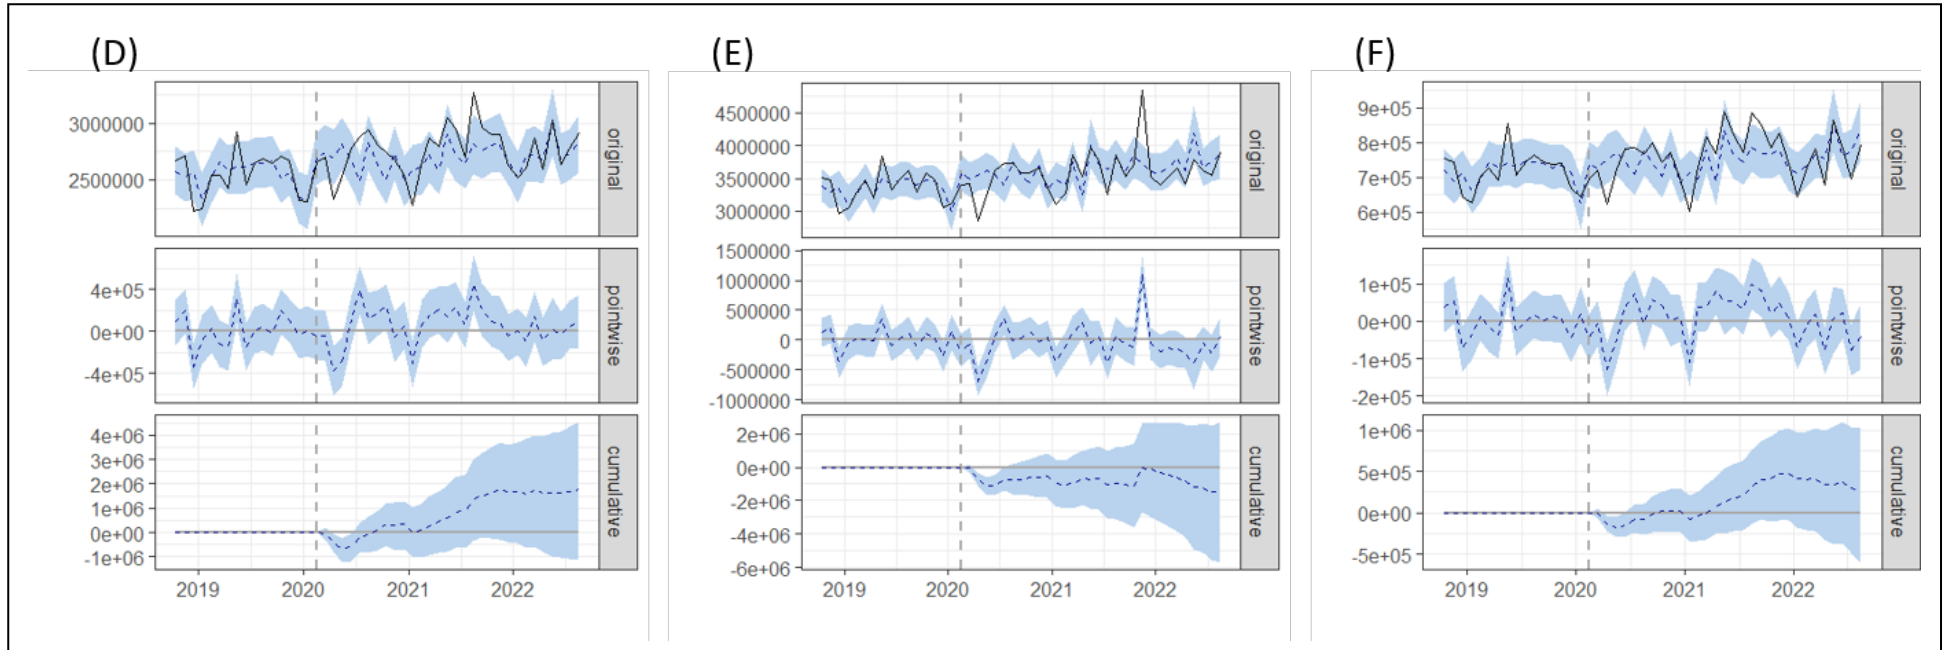 (D)
3000000
2500000
original
4e+05
0e+00
-4e+05
pointwise
4e+06
3e+06
2e+06
1e+06
0e+00
-1e+06
cumulative
2019 2020 2021 2022
(E)
4500000
4000000
3500000
3000000
original
1500000
1000000
500000
0
-500000
-1000000
pointwise
2e+06
0e+00
-2e+06
-4e+06
-6e+06
cumulative
2019 2020 2021 2022
(F)
9e+05
8e+05
7e+05
6e+05
original
1e+05
0e+00
-1e+05
-2e+05
pointwise
1e+06
5e+05
0e+00
-5e+05
cumulative
2019 2020 2021 2022